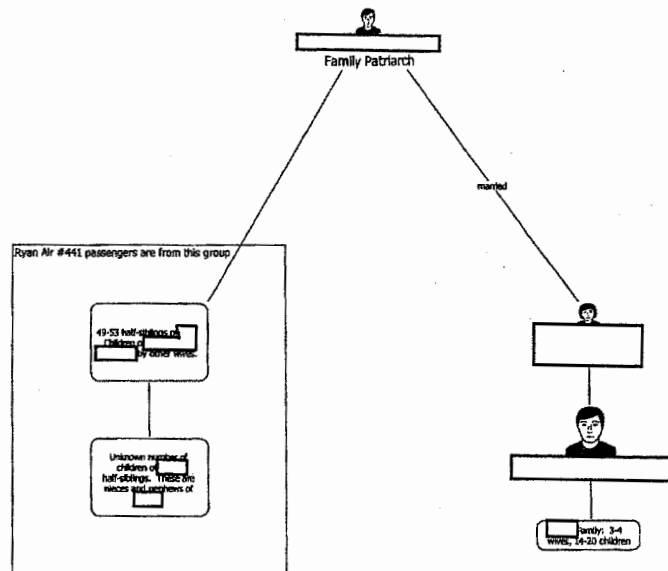 Family Patriarch
married
Ryan Air #441 passengers are from this group
49-53 half-siblings of
Children of
by other wives.
Unknown number of
children of
half-siblings. These are
nieces and nephews of
Family: 3-4
wives, 14-20 children